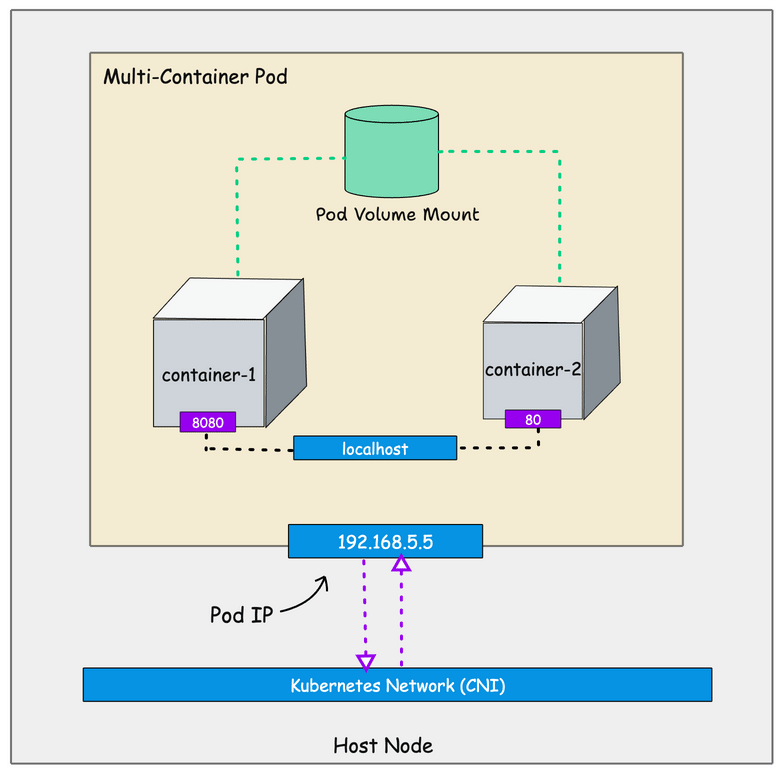 Multi-Container Pod
Pod Volume Mount
container-1
container-2
8080
80
localhost
192.168.5.5
Pod IP
Kubernetes Network (CNI)
Host Node